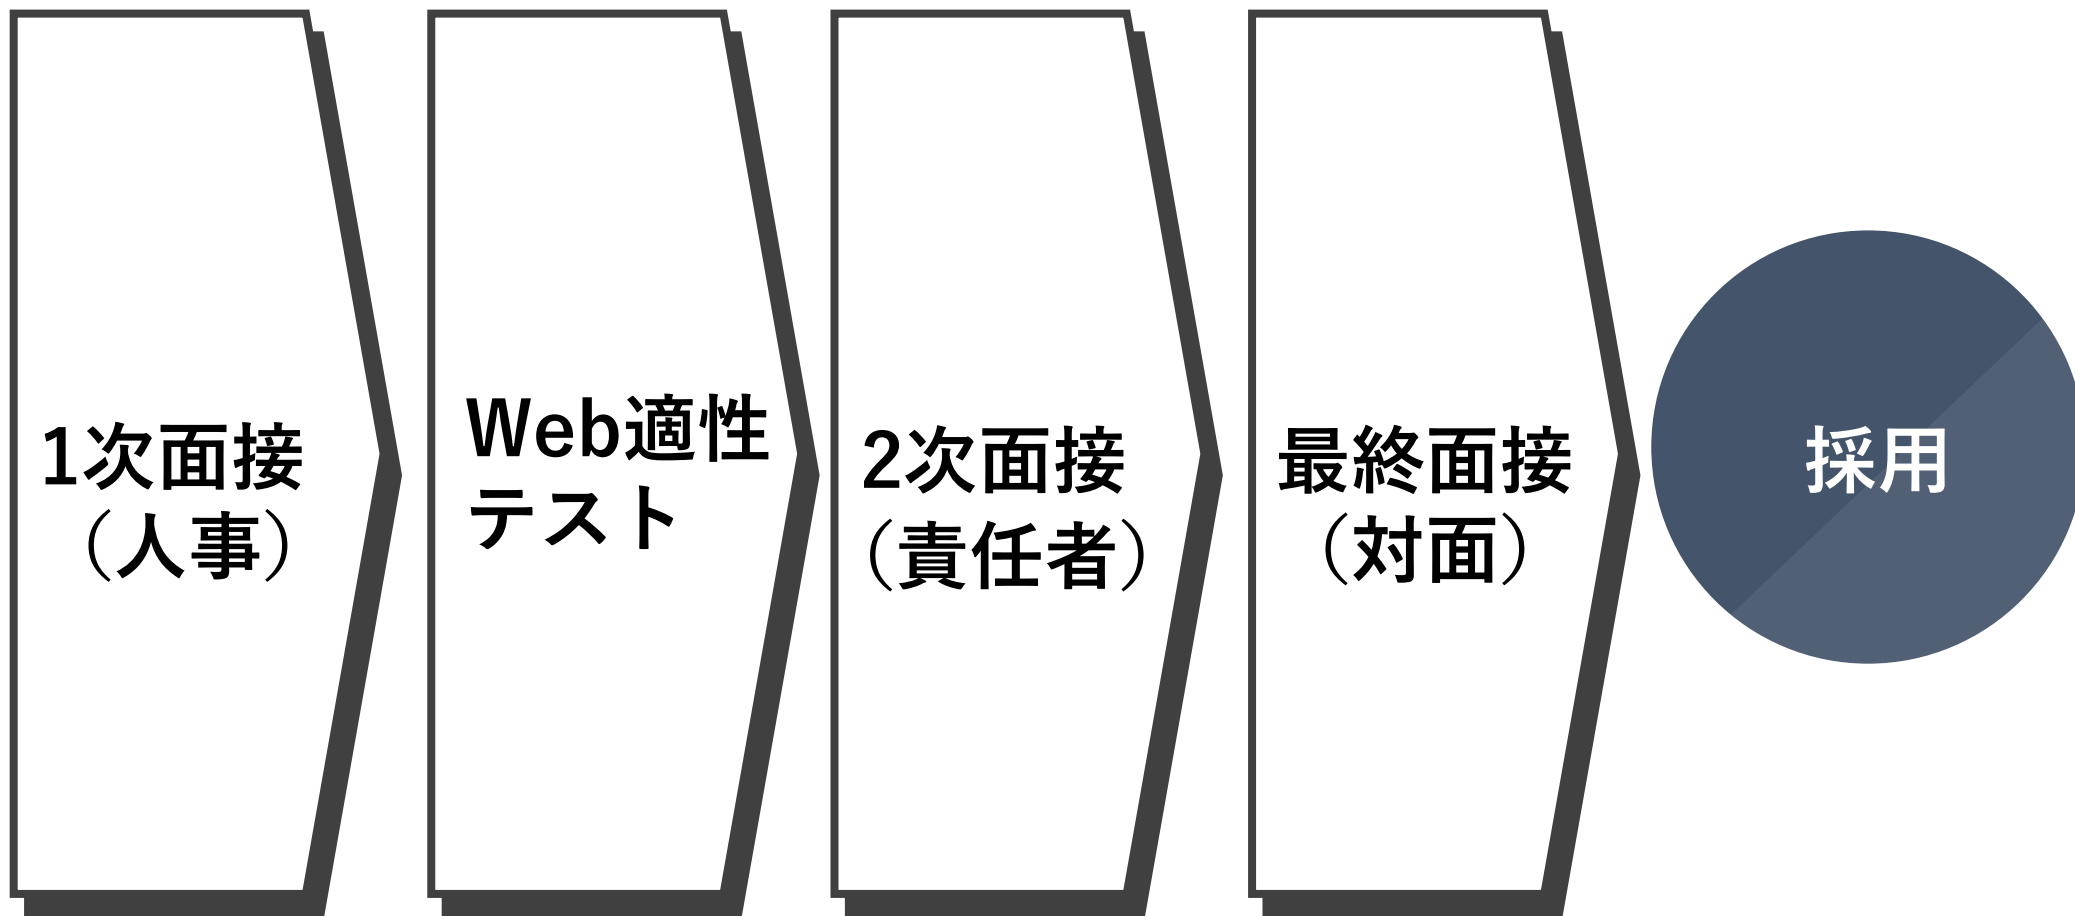 1次面接
（人事）
Web適性
テスト
2次面接
（責任者）
最終面接
（対面）
採用